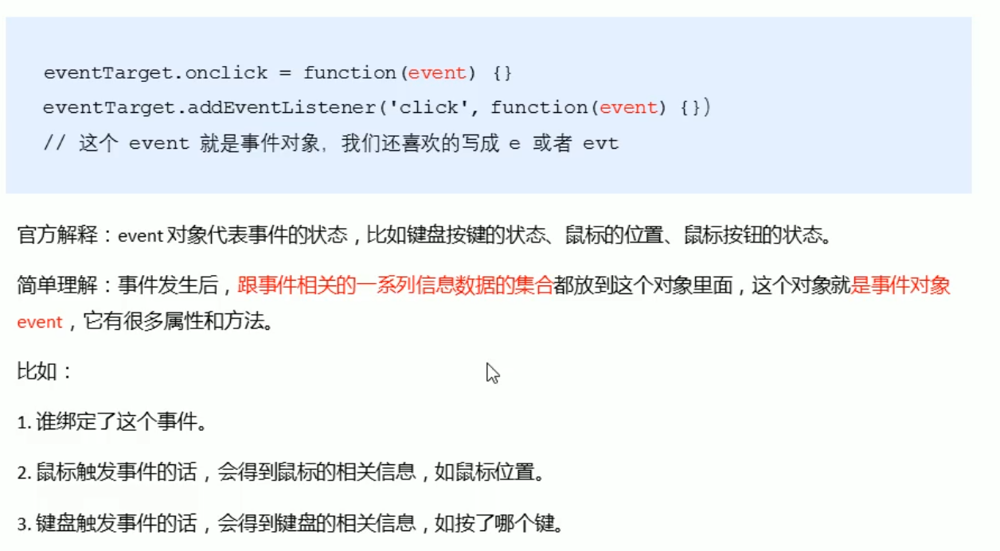 eventTarget.onclick = function(event) {}
eventTarget.addEventListener('click', function(event) {})
// 这个 event 就是事件对象，我们还喜欢的写成 e 或者 evt
官方解释：event 对象代表事件的状态，比如键盘按键的状态、鼠标的位置、鼠标按钮的状态。
简单理解：事件发生后，跟事件相关的一系列信息数据的集合都放到这个对象里面，这个对象就是事件对象
event，它有很多属性和方法。
比如：
1. 谁绑定了这个事件。
2. 鼠标触发事件的话，会得到鼠标的相关信息，如鼠标位置。
3. 键盘触发事件的话，会得到键盘的相关信息，如按了哪个键。